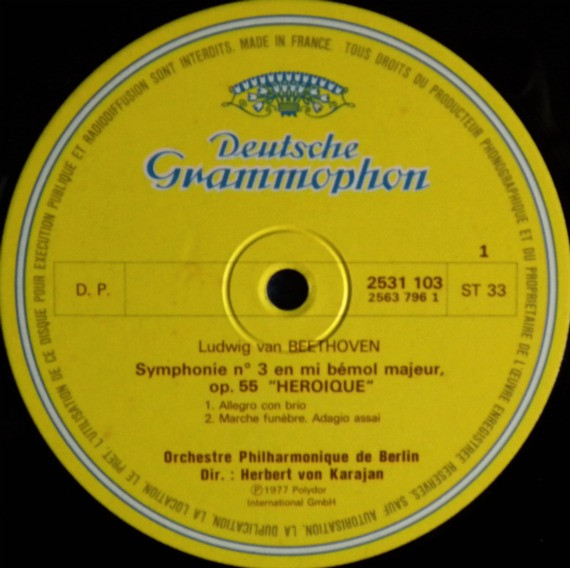 TOUS DROITS DU PRODUCTEUR PHONOGRAPHIQUE ET DU PROPRIETAIRE DE L'ŒUVRE ENREGISTREE RESERVES. SAUF AUTORISATION, LA DUPLICATION, LA LOCATION, LE PRET, L'UTILISATION DE CE DISQUE POUR EXECUTION PUBLIQUE ET RADIODIFFUSION SONT INTERDITS. MADE IN FRANCE.
Deutsche
Grammophon
1
D. P.
2531 103
2563 796 1
ST 33
Ludwig van BEETHOVEN
Symphonie n° 3 en mi bémol majeur,
op. 55 "HEROIQUE"
1. Allegro con brio
2. Marche funèbre. Adagio assai
Orchestre Philharmonique de Berlin
Dir. : Herbert von Karajan
Ⓟ 1977 Polydor
International GmbH